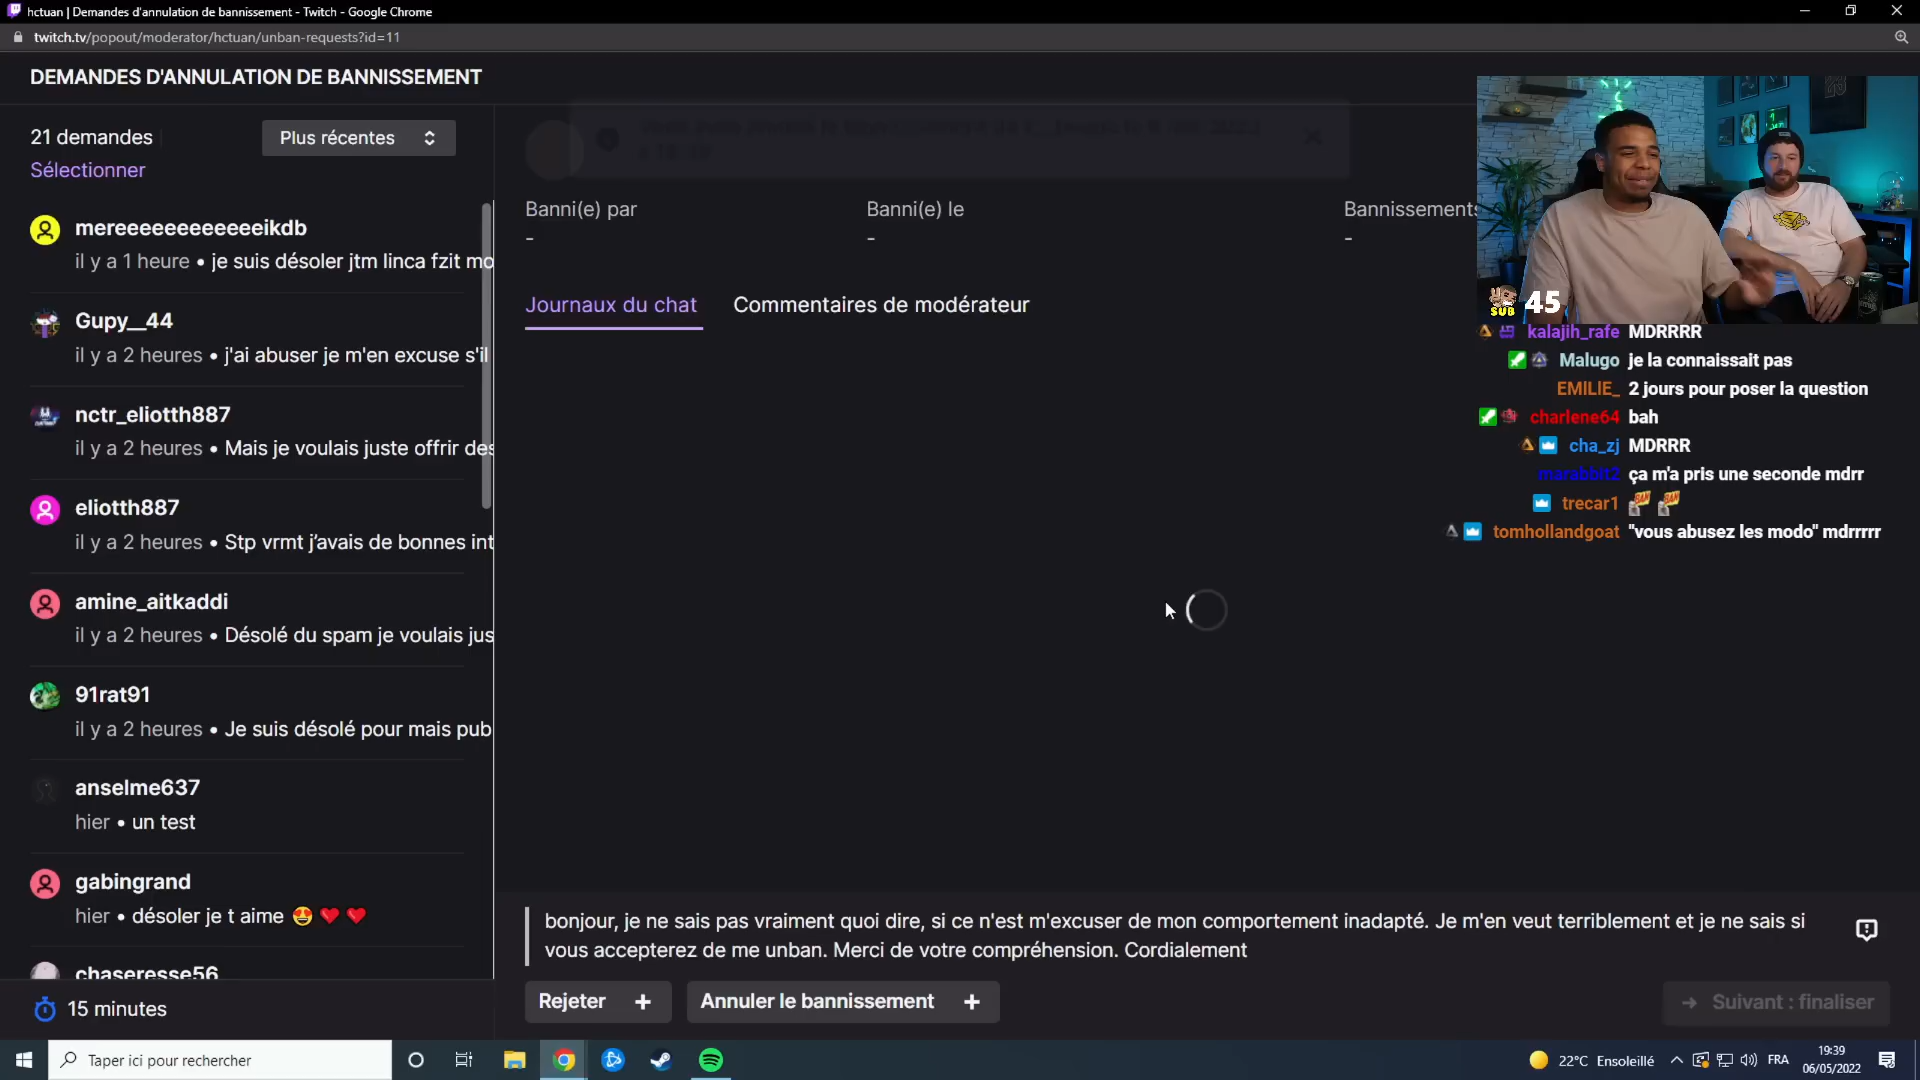 hctuan | Demandes d'annulation de bannissement - Twitch - Google Chrome
twitch.tv/popout/moderator/hctuan/unban-requests?id=11
DEMANDES D'ANNULATION DE BANNISSEMENT
21 demandes
Plus récentes
Sélectionner
mereeeeeeeeeeeeikdb
il y a 1 heure • je suis désoler jtm linca fzit mo
Gupy__44
il y a 2 heures • j'ai abuser je m'en excuse s'il
nctr_eliotth887
il y a 2 heures • Mais je voulais juste offrir des
eliotth887
il y a 2 heures • Stp vrmt j'avais de bonnes int
amine_aitkaddi
il y a 2 heures • Désolé du spam je voulais jus
91rat91
il y a 2 heures • Je suis désolé pour mais pub
anselme637
hier • un test
gabingrand
hier • désoler je t aime 😍 ❤️ ❤️
chaseresse56
15 minutes
Banni(e) par
-
Banni(e) le
-
Bannissements
-
Journaux du chat
Commentaires de modérateur
SUB 45
kalajih_rafe MDRRRR
Malugo je la connaissait pas
EMILIE_ 2 jours pour poser la question
charlene64 bah
cha_zj MDRRR
marabbit2 ça m'a pris une seconde mdrr
trecar1 BAN BAN
tomhollandgoat "vous abusez les modo" mdrrrrr
bonjour, je ne sais pas vraiment quoi dire, si ce n'est m'excuser de mon comportement inadapté. Je m'en veut terriblement et je ne sais si
vous accepterez de me unban. Merci de votre compréhension. Cordialement
Rejeter +
Annuler le bannissement +
→ Suivant : finaliser
Taper ici pour rechercher
22°C Ensoleillé
FRA
19:39
06/05/2022